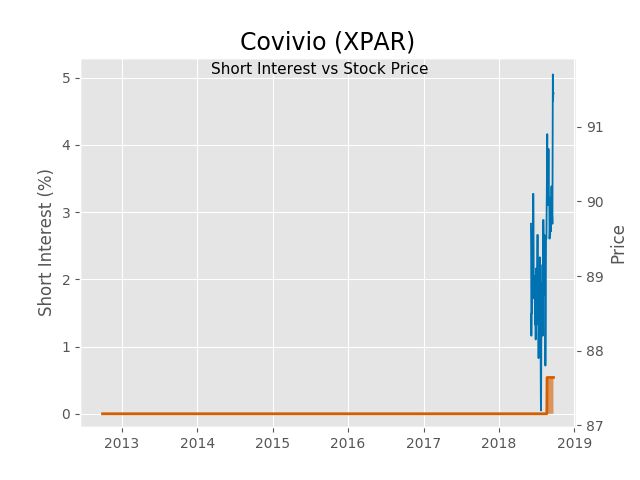 Covivio (XPAR)
Short Interest vs Stock Price
Short Interest (%)
5
4
3
2
1
0
91
90
89
88
87
Price
2013 2014 2015 2016 2017 2018 2019